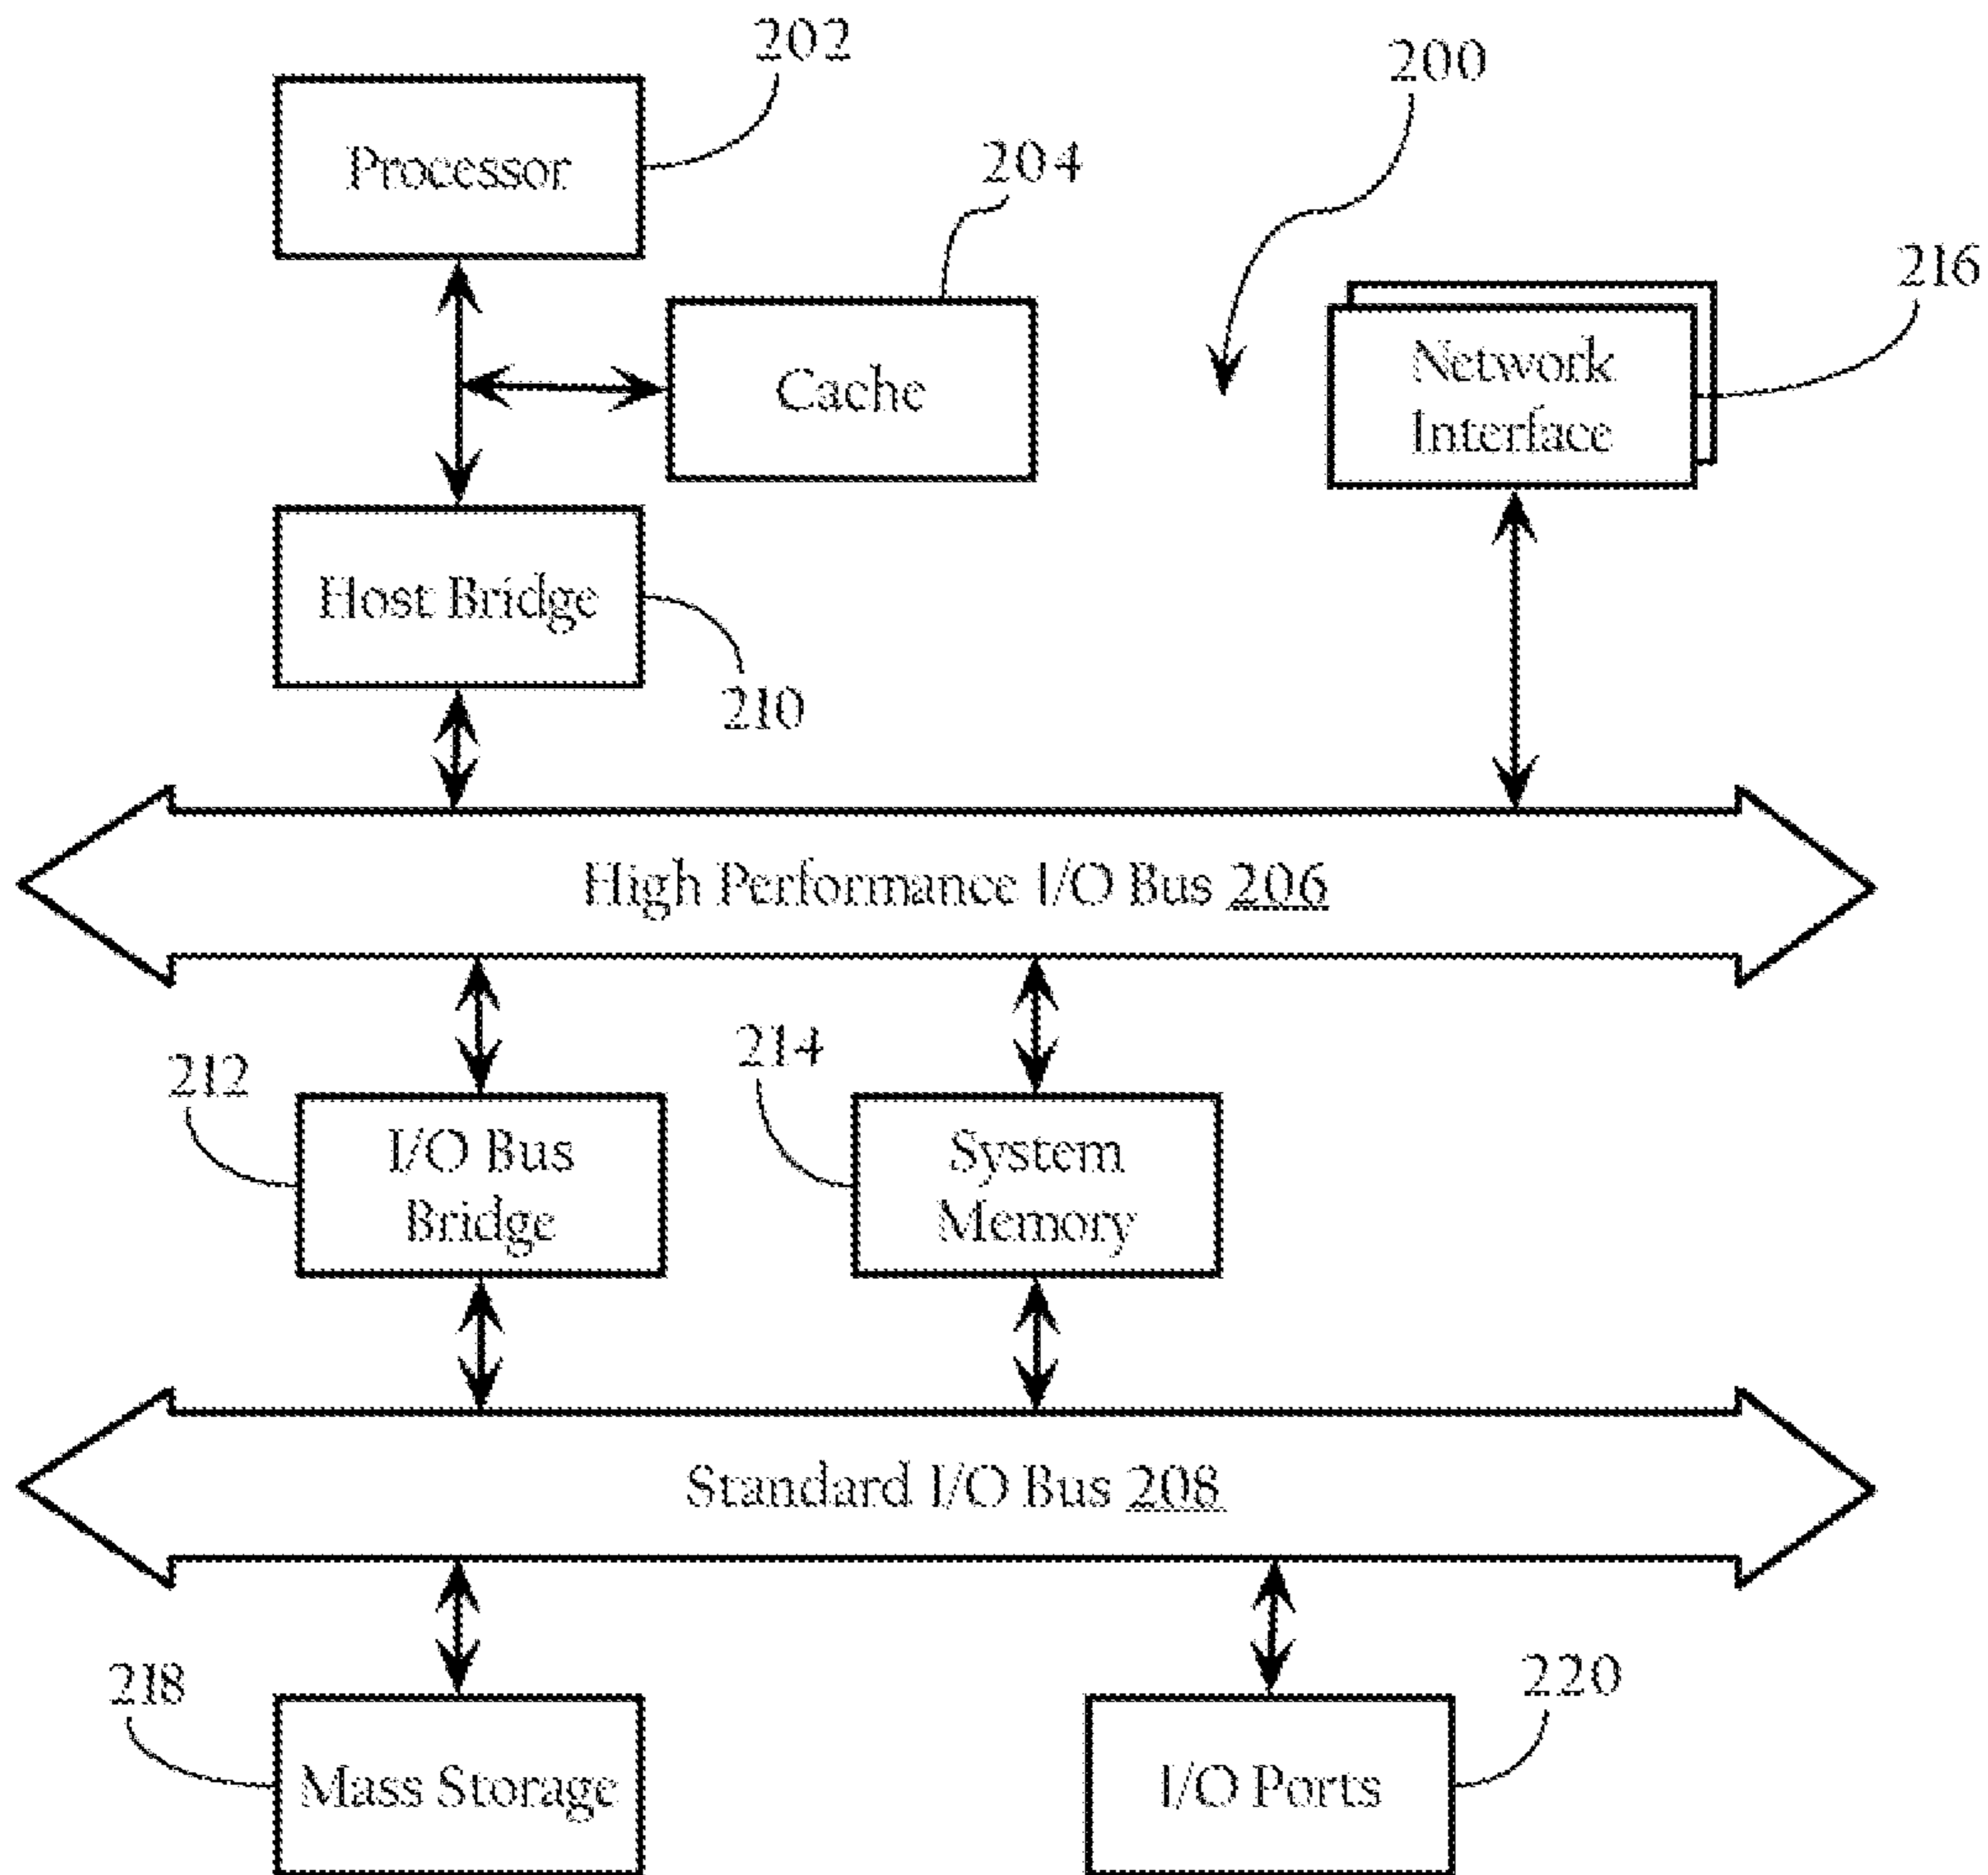 202
200
Processor
204
216
Network
Interface
Cache
Host Bridge
210
High Performance I/O Bus 206
212
214
I/O Bus
Bridge
System
Memory
Standard I/O Bus 208
218
220
Mass Storage
I/O Ports